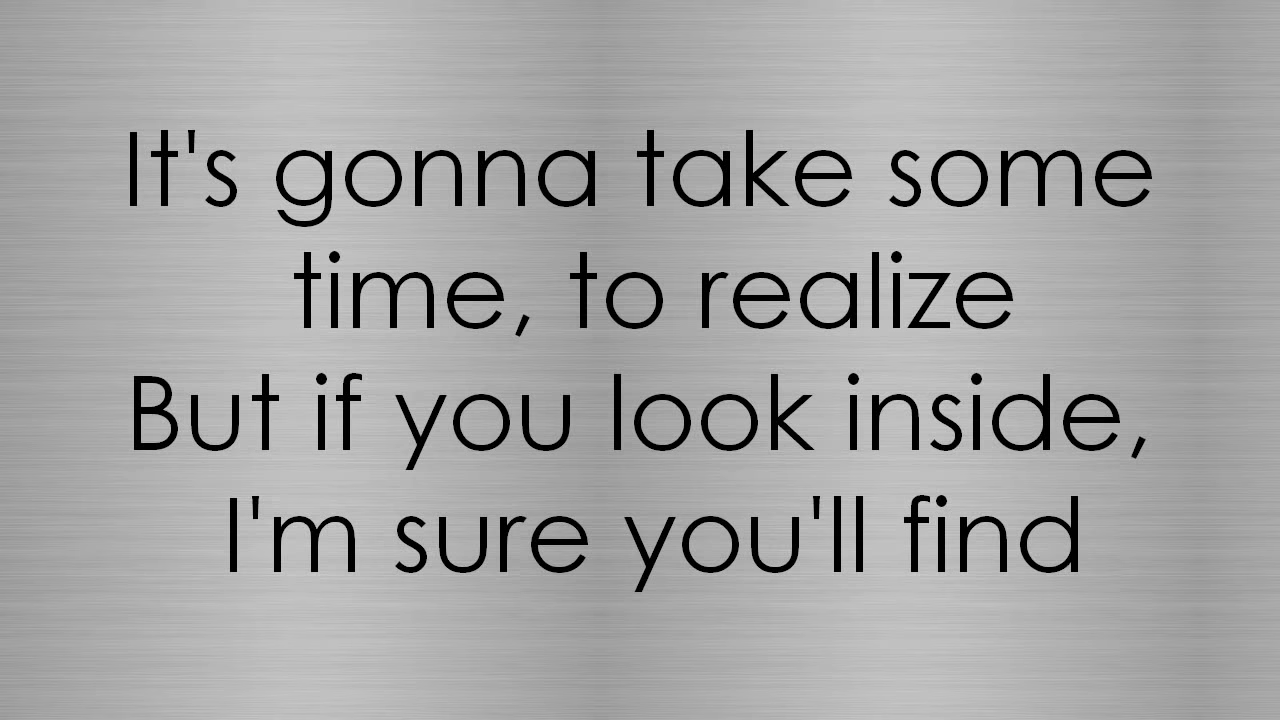 It's gonna take some
time, to realize
But if you look inside,
I'm sure you'll find